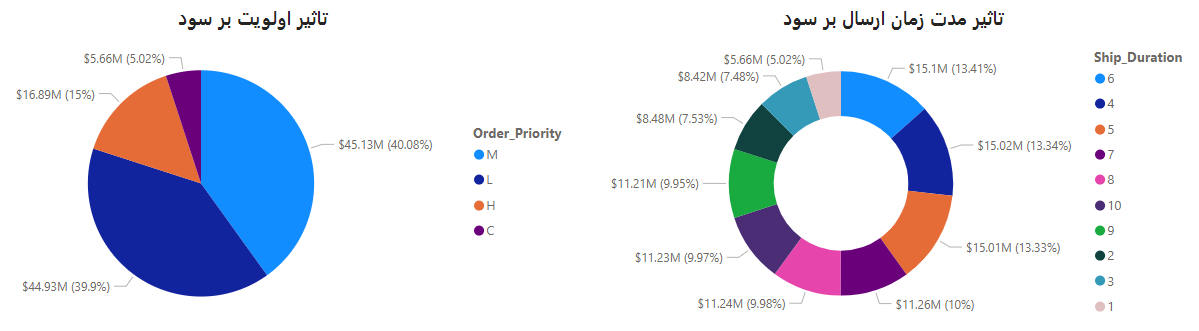 تاثیر اولویت بر سود
$5.66M (5.02%)
$16.89M (15%)
$45.13M (40.08%)
$44.93M (39.9%)
Order_Priority
M
L
H
C
تاثیر مدت زمان ارسال بر سود
$5.66M (5.02%)
$8.42M (7.48%)
$8.48M (7.53%)
$11.21M (9.95%)
$11.23M (9.97%)
$11.24M (9.98%)
$11.26M (10%)
$15.01M (13.33%)
$15.02M (13.34%)
$15.1M (13.41%)
Ship_Duration
6
4
5
7
8
10
9
2
3
1